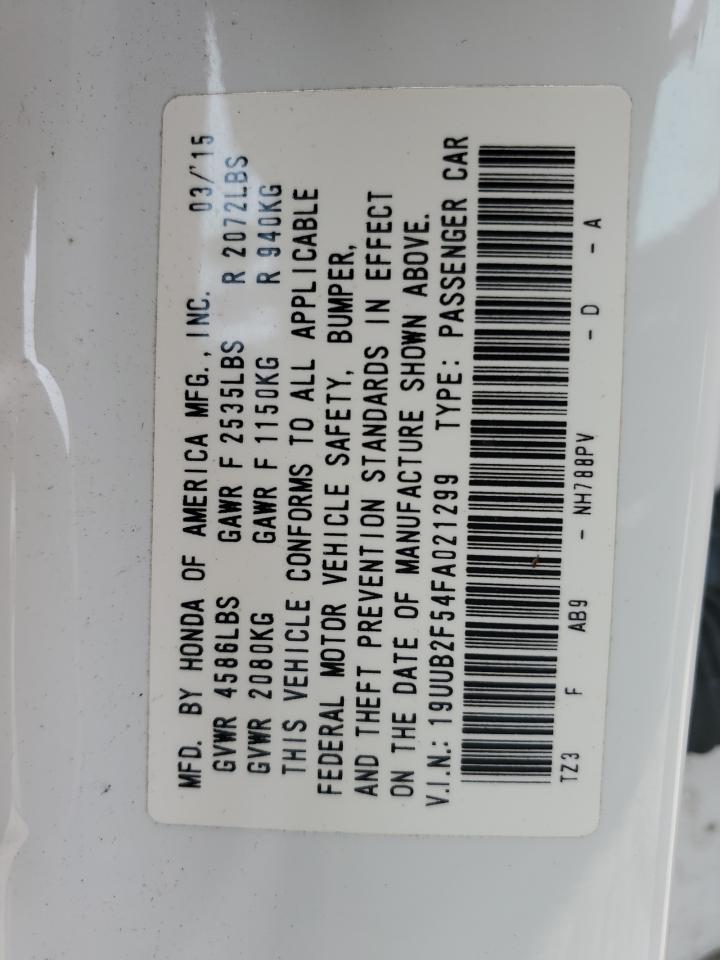 MFD. BY HONDA OF AMERICA MFG., INC. 03/'15
GVWR 4586LBS GAWR F 2535LBS R 2072LBS
GVWR 2080KG GAWR F 1150KG R 940KG
THIS VEHICLE CONFORMS TO ALL APPLICABLE
FEDERAL MOTOR VEHICLE SAFETY, BUMPER,
AND THEFT PREVENTION STANDARDS IN EFFECT
ON THE DATE OF MANUFACTURE SHOWN ABOVE.
V.I.N.: 19UUB2F54FA021299 TYPE: PASSENGER CAR
TZ3 F AB9 - NH788PV - D - A